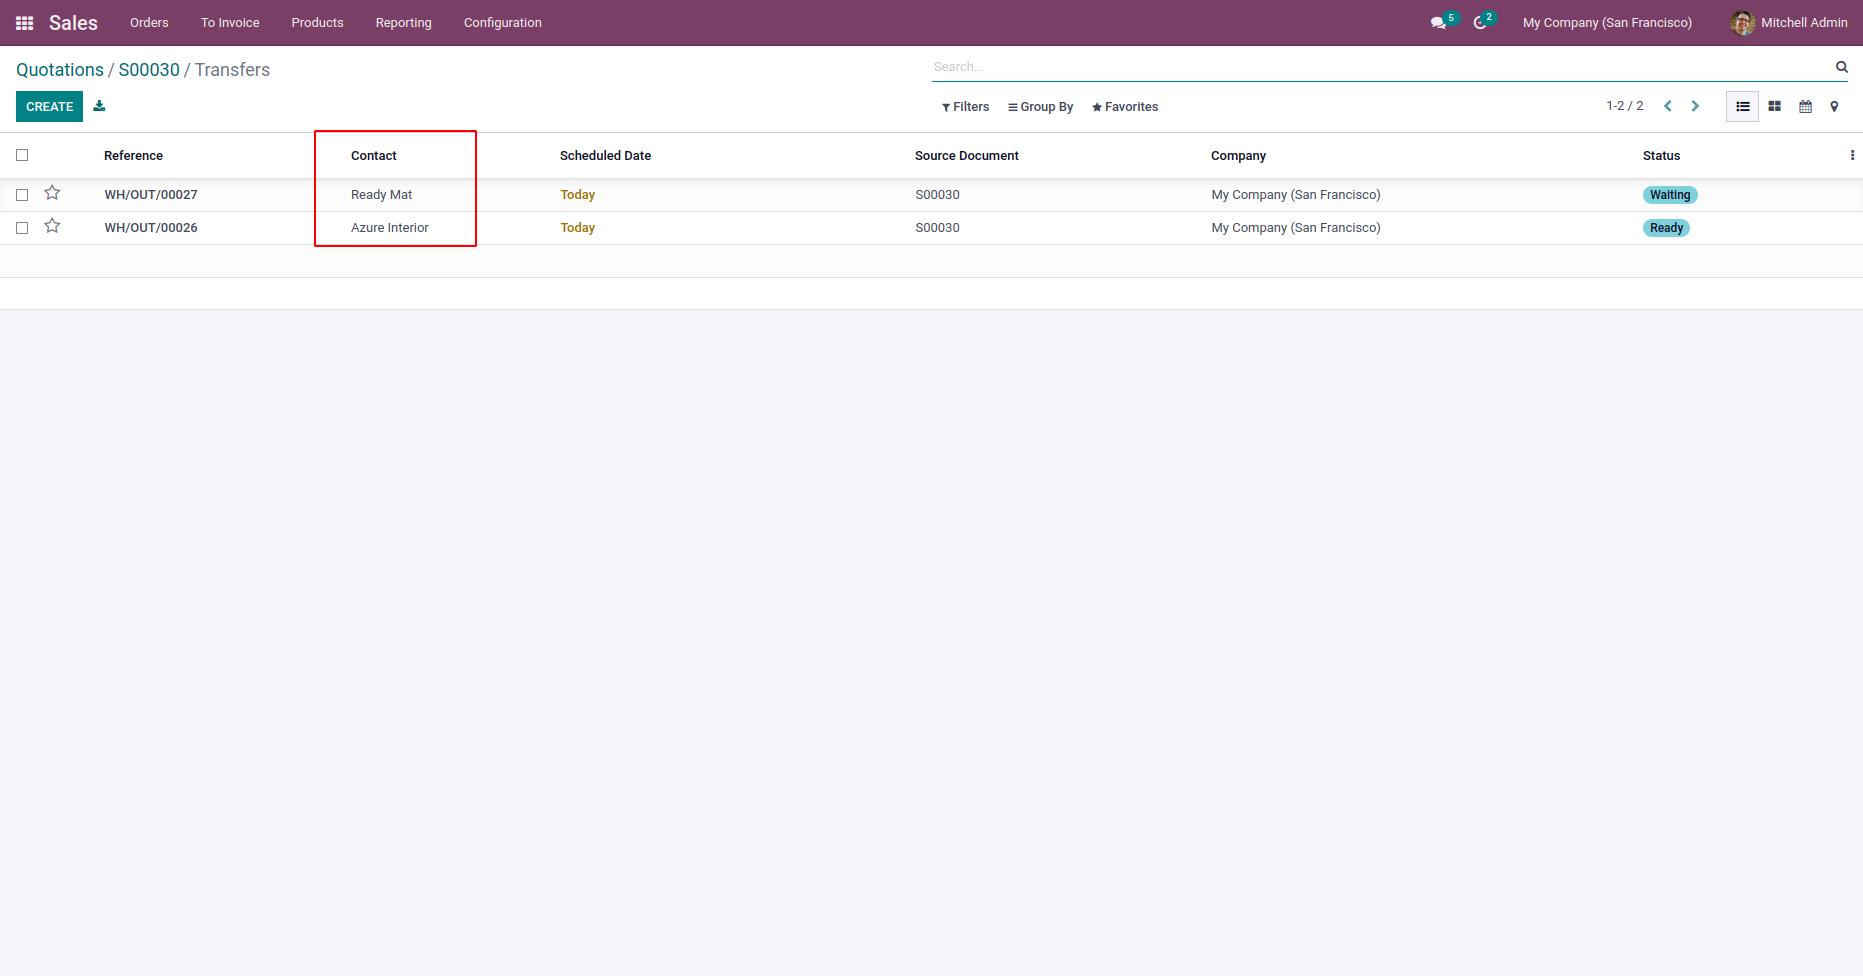 Sales Orders To Invoice Products Reporting Configuration 5 2 My Company (San Francisco) Mitchell Admin
Quotations / S00030 / Transfers Search...
CREATE Filters Group By Favorites 1-2 / 2
Reference Contact Scheduled Date Source Document Company Status
WH/OUT/00027 Ready Mat Today S00030 My Company (San Francisco) Waiting
WH/OUT/00026 Azure Interior Today S00030 My Company (San Francisco) Ready